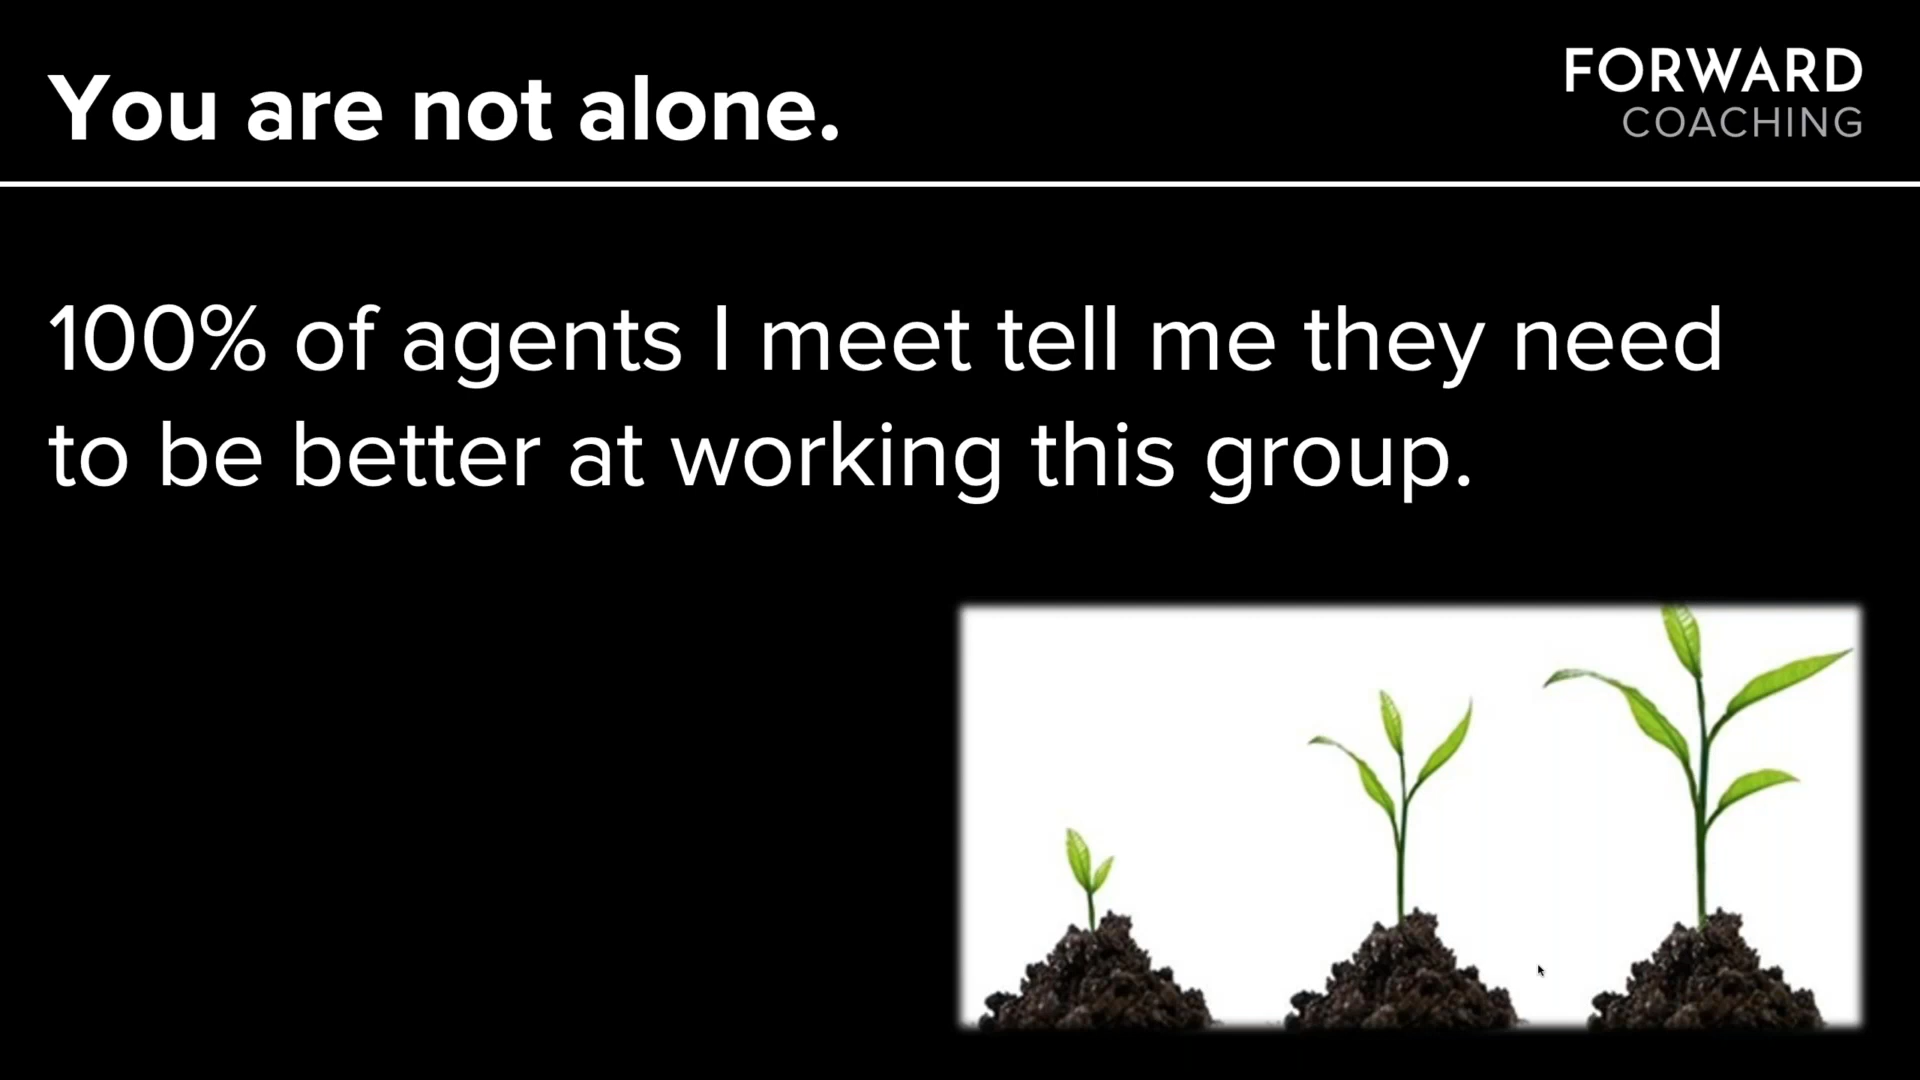 You are not alone.
FORWARD
COACHING
100% of agents I meet tell me they need
to be better at working this group.